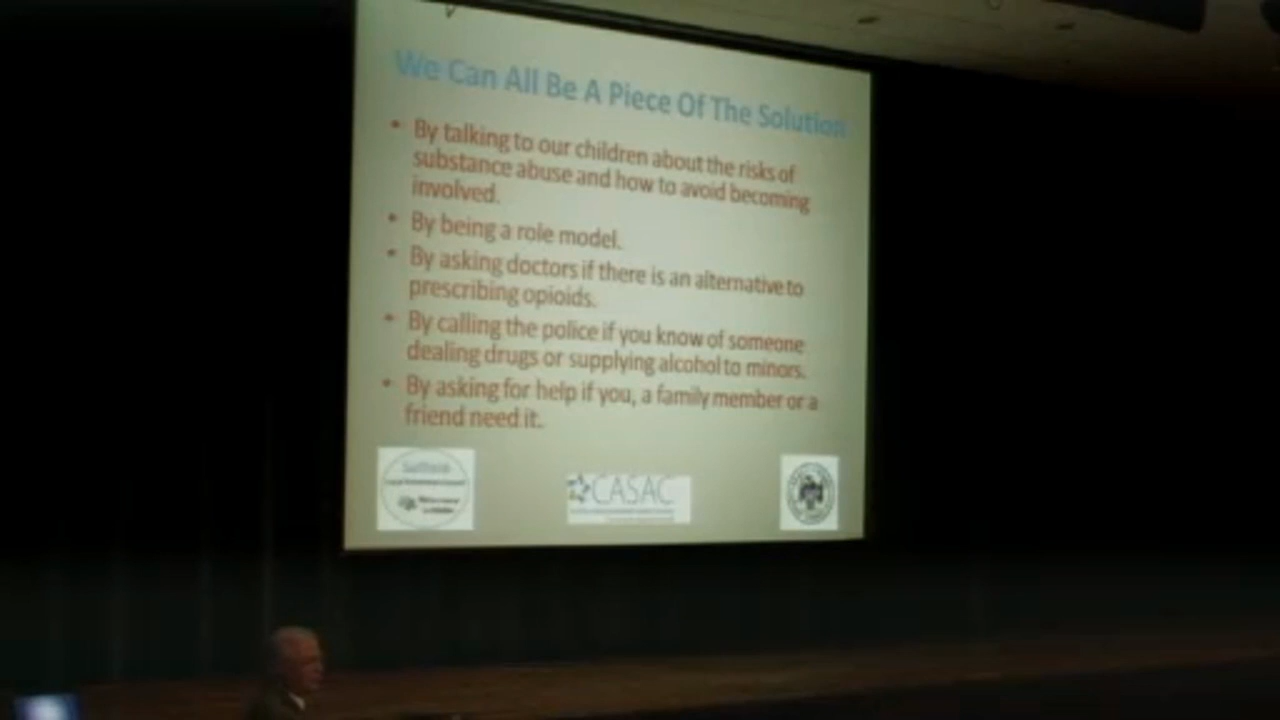 We Can All Be A Piece Of The Solution
• By talking to our children about the risks of
substance abuse and how to avoid becoming
involved.
• By being a role model.
• By asking doctors if there is an alternative to
prescribing opioids.
• By calling the police if you know of someone
dealing drugs or supplying alcohol to minors.
• By asking for help if you, a family member or a
friend need it.
CASAC